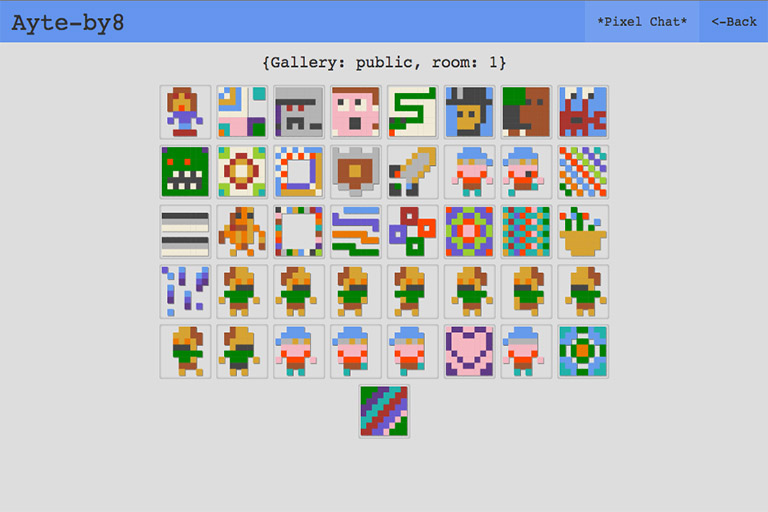 Ayte-by8
*Pixel Chat*
<-Back
{Gallery: public, room: 1}